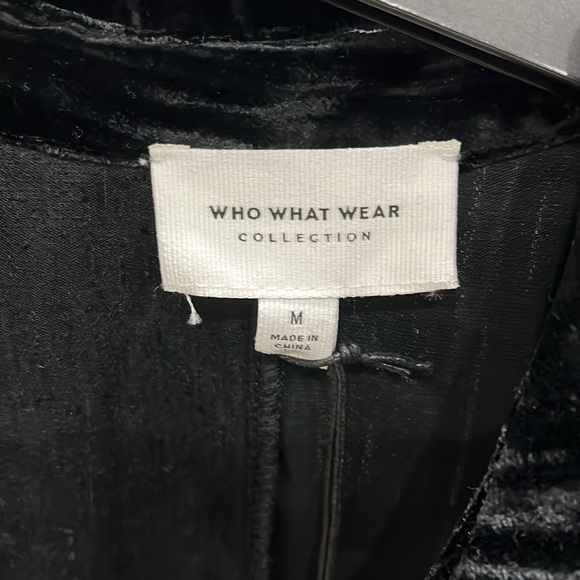 WHO WHAT WEAR
COLLECTION
M
MADE IN
CHINA